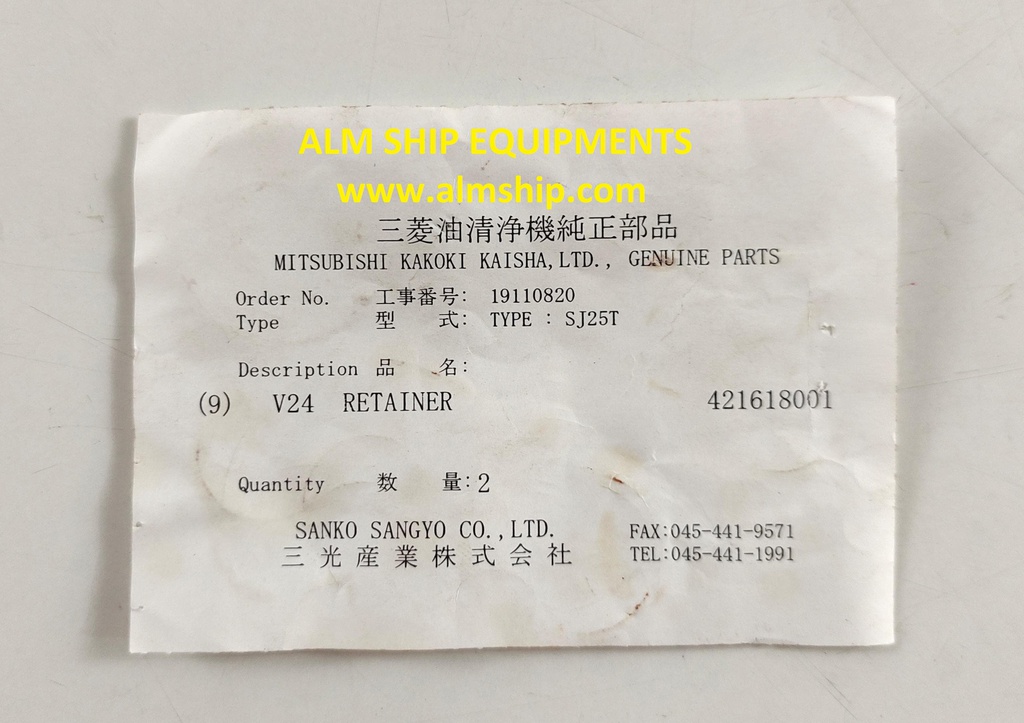 ALM SHIP EQUIPMENTS
www.almship.com
三菱油清浄機純正部品
MITSUBISHI KAKOKI KAISHA,LTD., GENUINE PARTS
Order No. 工事番号: 19110820
Type 型 式: TYPE : SJ25T
Description 品 名:
(9) V24 RETAINER 421618001
Quantity 数 量: 2
SANKO SANGYO CO.,LTD. FAX:045-441-9571
三光産業株式会社 TEL:045-441-1991